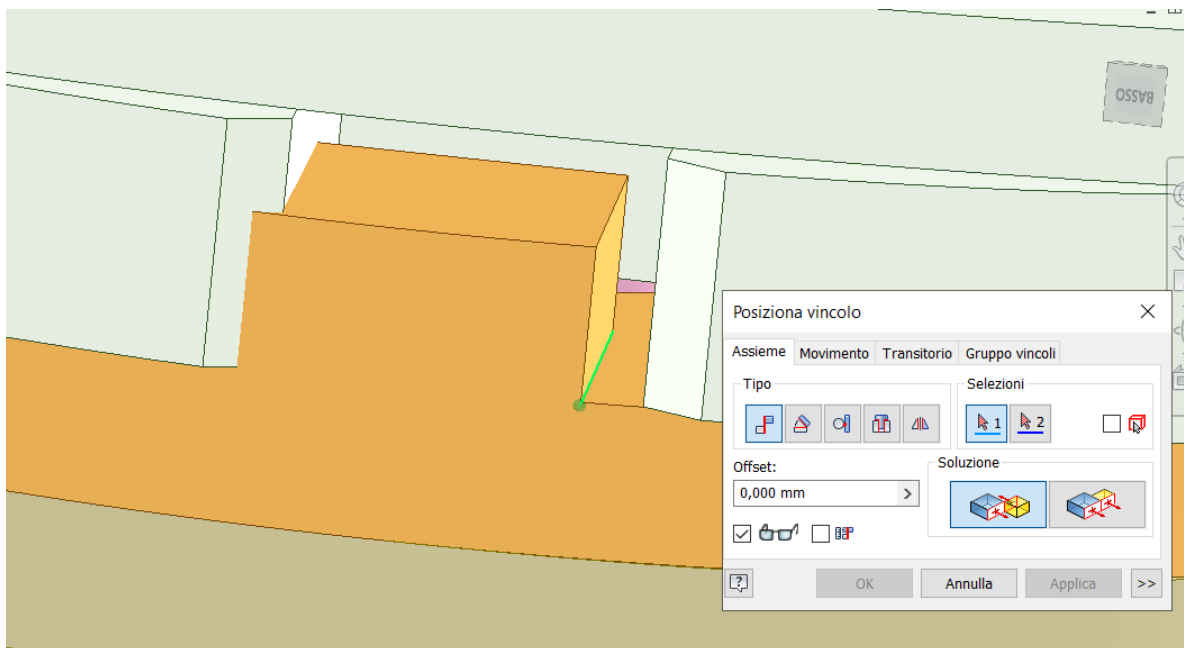 BASSO
Posiziona vincolo
Assieme Movimento Transitorio Gruppo vincoli
Tipo
Selezioni
1 2
Offset:
Soluzione
0,000 mm
OK Annulla Applica >>